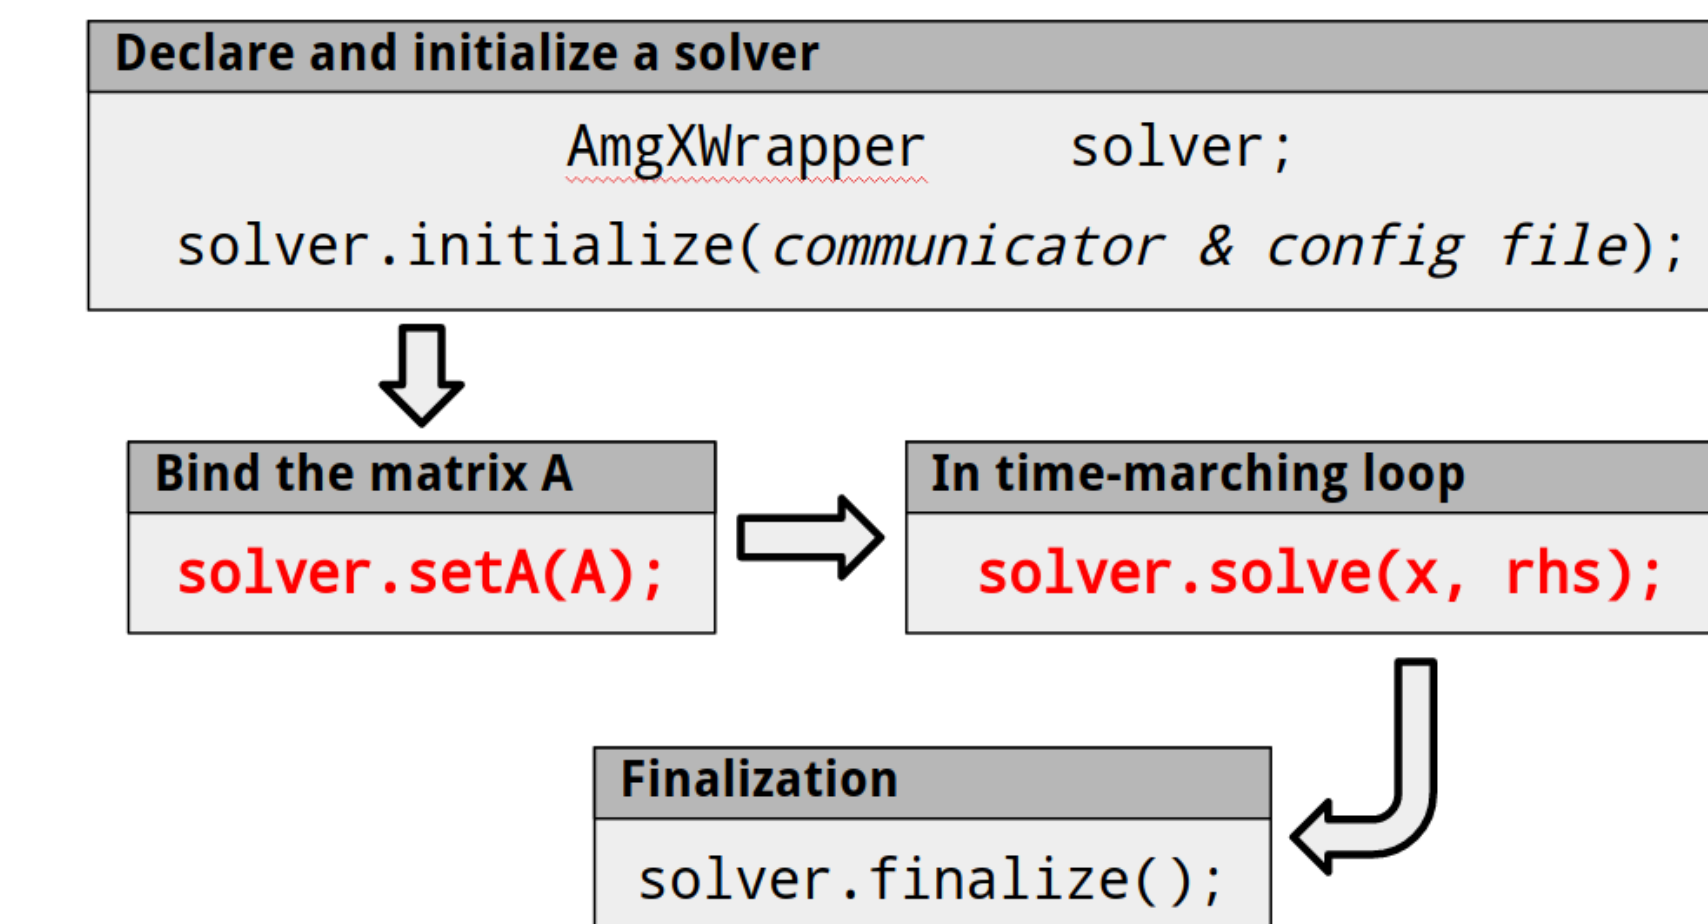 Declare and initialize a solver
AmgXWrapper solver;
solver.initialize(communicator & config file);
Bind the matrix A
solver.setA(A);
In time-marching loop
solver.solve(x, rhs);
Finalization
solver.finalize();